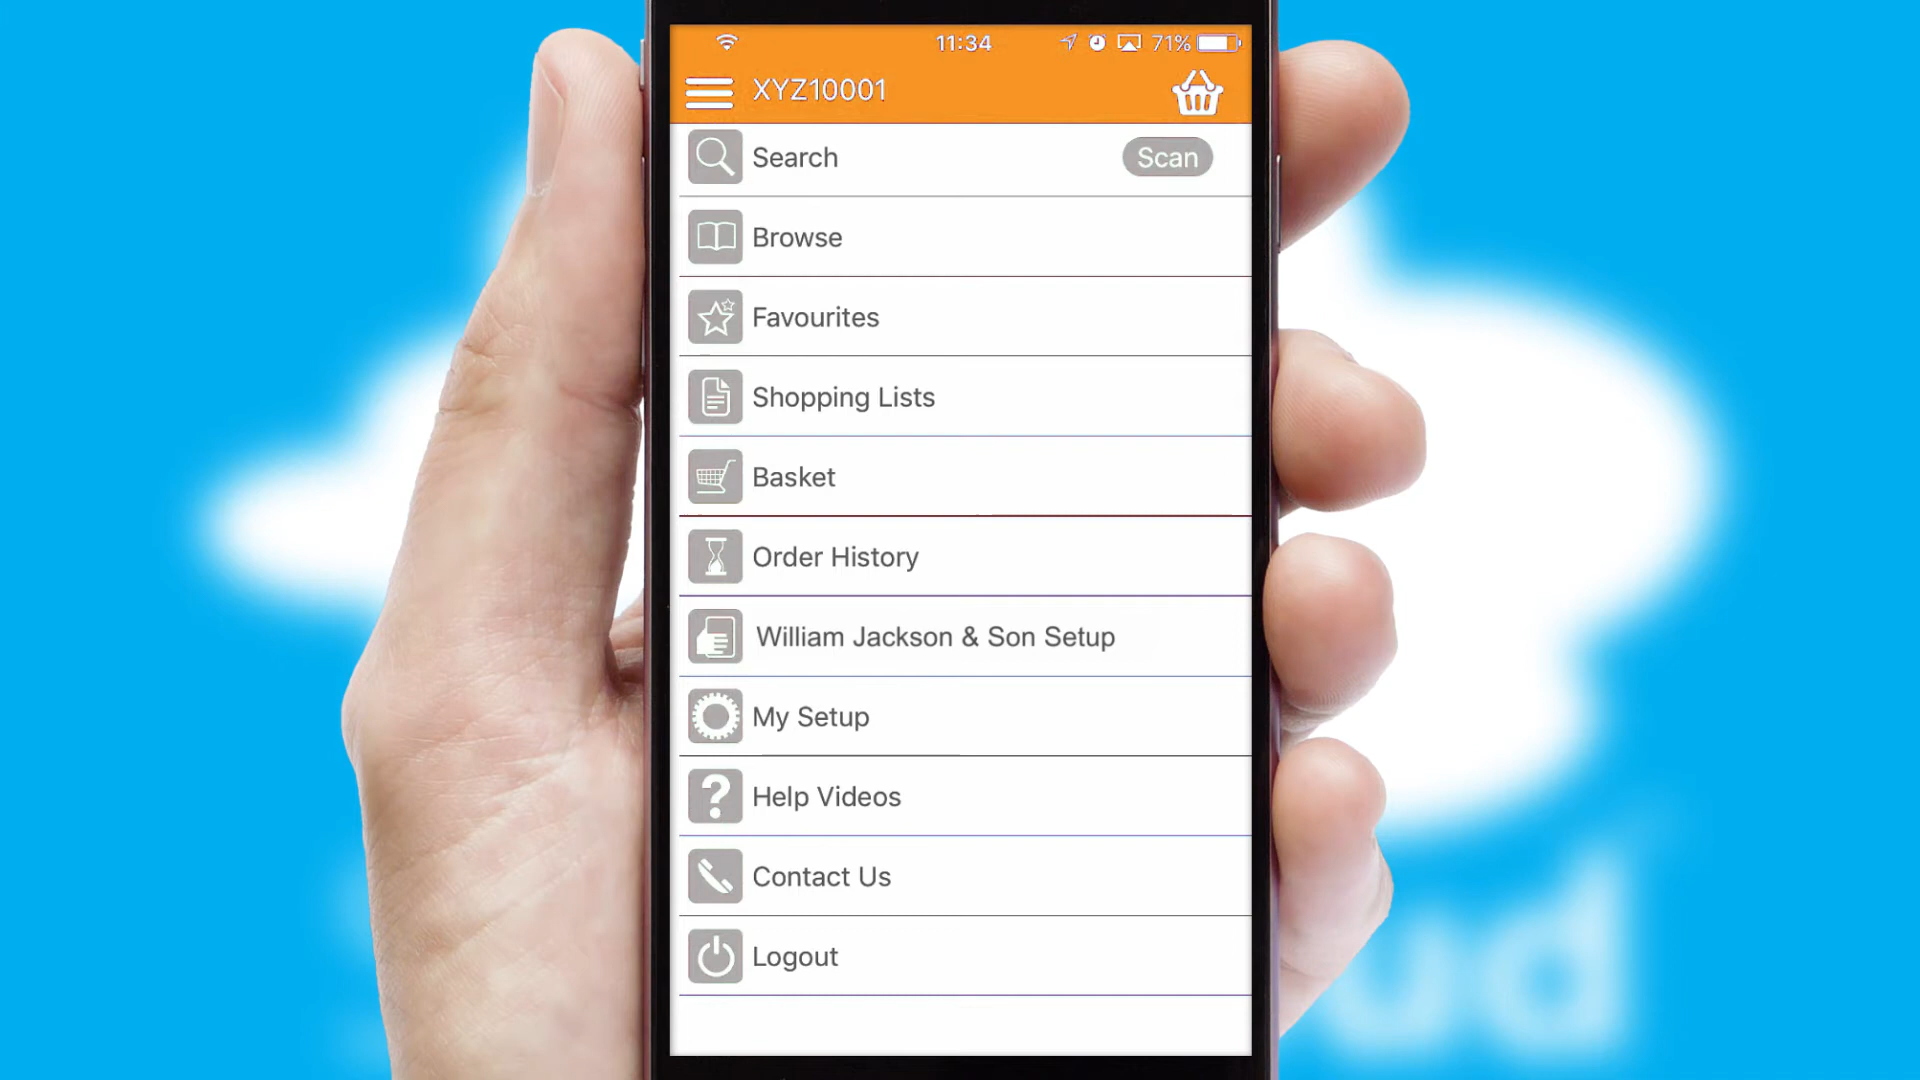 11:34
71%
XYZ10001
Search
Scan
Browse
Favourites
Shopping Lists
Basket
Order History
William Jackson & Son Setup
My Setup
Help Videos
Contact Us
Logout